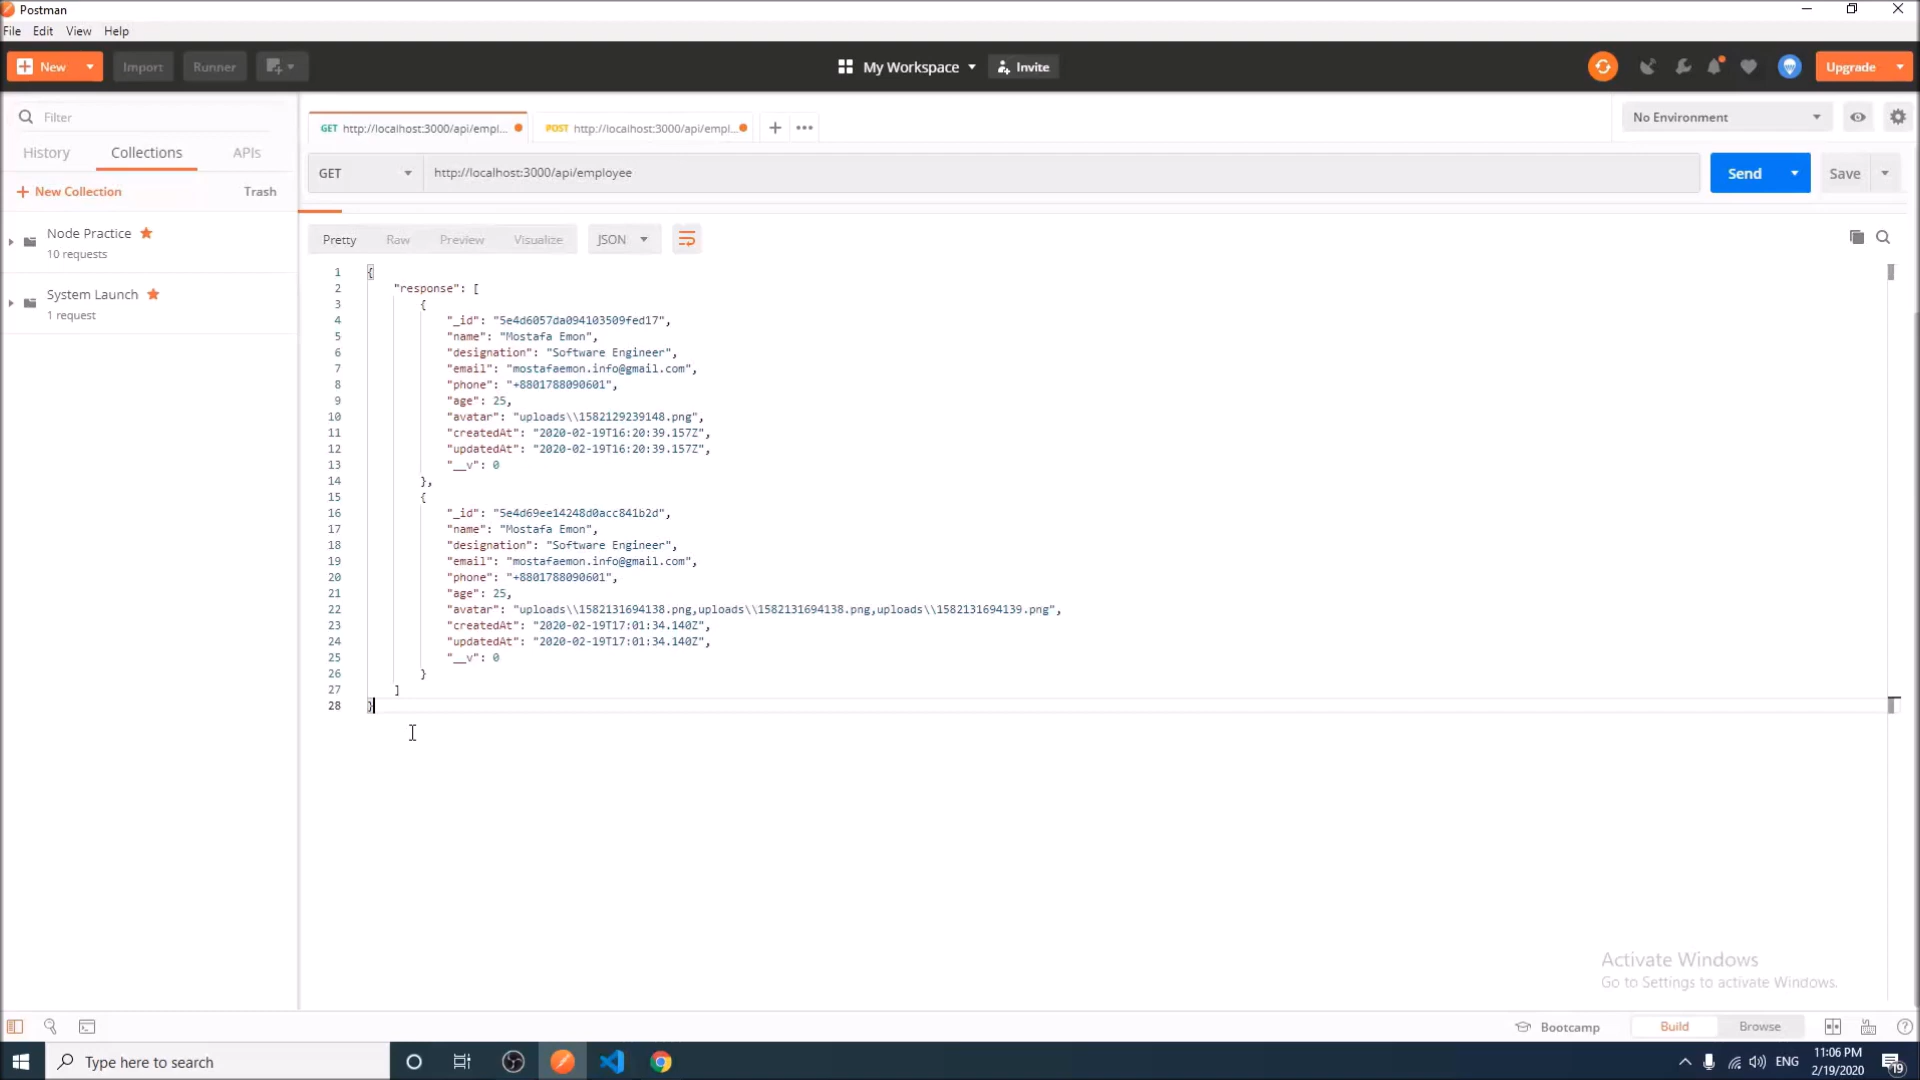 Postman
File Edit View Help
New Import Runner My Workspace Invite Upgrade
Filter
History Collections APIs
New Collection Trash
Node Practice
10 requests
System Launch
1 request
GET http://localhost:3000/api/empl... POST http://localhost:3000/api/empl... + ...
No Environment
GET http://localhost:3000/api/employee Send Save
Pretty Raw Preview Visualize JSON
1 {
2 "response": [
3 {
4 "_id": "5e4d6057da094103509fed17",
5 "name": "Mostafa Emon",
6 "designation": "Software Engineer",
7 "email": "mostafaemon.info@gmail.com",
8 "phone": "+8801788090601",
9 "age": 25,
10 "avatar": "uploads\\1582129239148.png",
11 "createdAt": "2020-02-19T16:20:39.157Z",
12 "updatedAt": "2020-02-19T16:20:39.157Z",
13 "__v": 0
14 },
15 {
16 "_id": "5e4d69ee14248d0acc841b2d",
17 "name": "Mostafa Emon",
18 "designation": "Software Engineer",
19 "email": "mostafaemon.info@gmail.com",
20 "phone": "+8801788090601",
21 "age": 25,
22 "avatar": "uploads\\1582131694138.png,uploads\\1582131694138.png,uploads\\1582131694139.png",
23 "createdAt": "2020-02-19T17:01:34.140Z",
24 "updatedAt": "2020-02-19T17:01:34.140Z",
25 "__v": 0
26 }
27 ]
28 }
Activate Windows
Go to Settings to activate Windows.
Bootcamp Build Browse
Type here to search
ENG
11:06 PM
2/19/2020
19